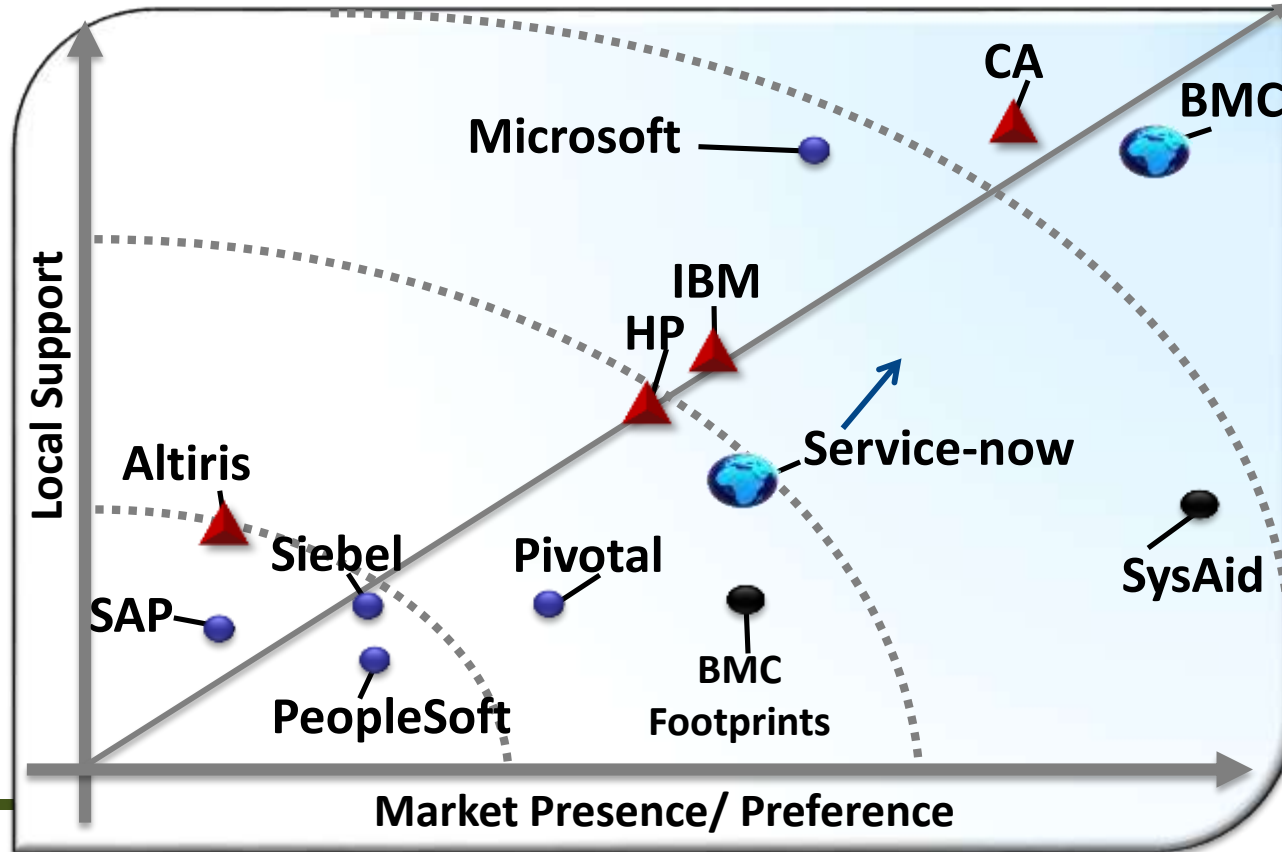 CA
BMC
Microsoft
IBM
HP
Local Support
Service-now
Altiris
Siebel
Pivotal
SysAid
SAP
BMC
Footprints
PeopleSoft
Market Presence/ Preference